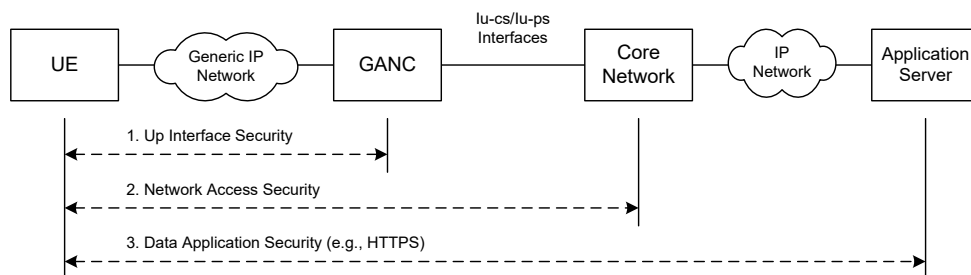 Iu-cs/Iu-ps
Interfaces
UE
Generic IP
Network
GANC
Core
Network
IP
Network
Application
Server
1. Up Interface Security
2. Network Access Security
3. Data Application Security (e.g., HTTPS)